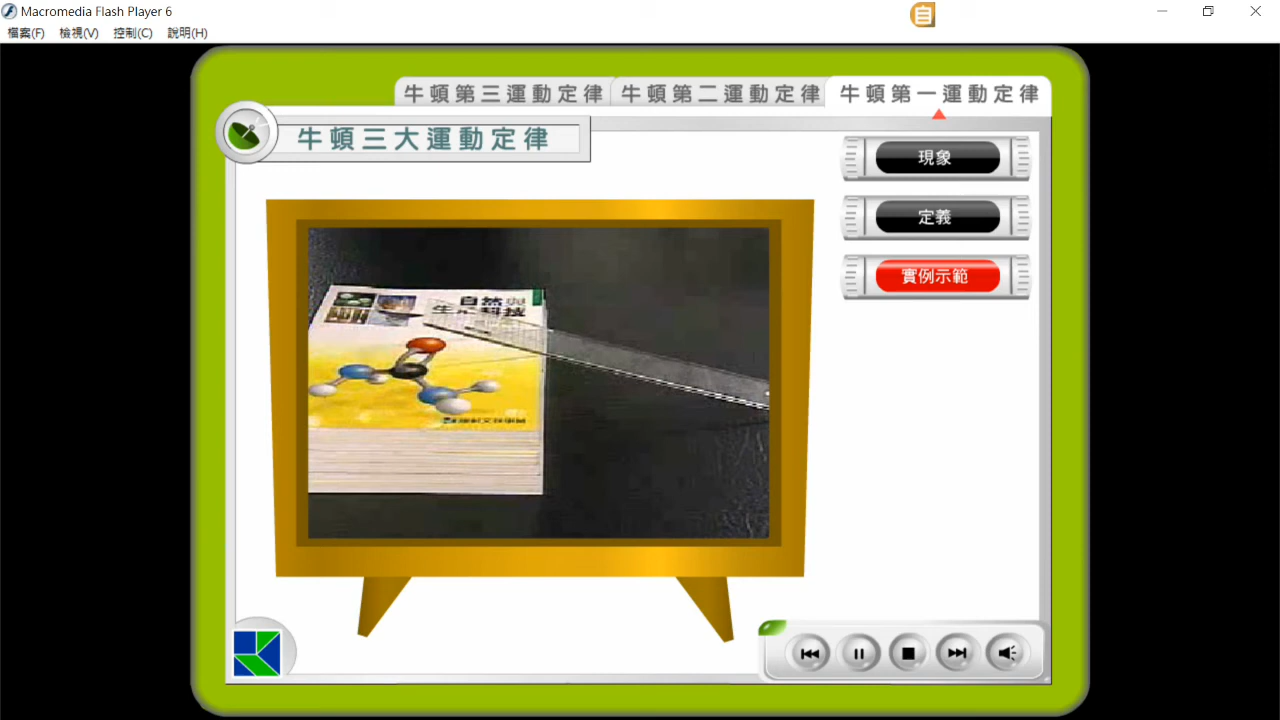 Macromedia Flash Player 6
檔案(F) 檢視(V) 控制(C) 說明(H)
牛頓第三運動定律 牛頓第二運動定律 牛頓第一運動定律
牛頓三大運動定律
現象
定義
實例示範
自然與
生活科技